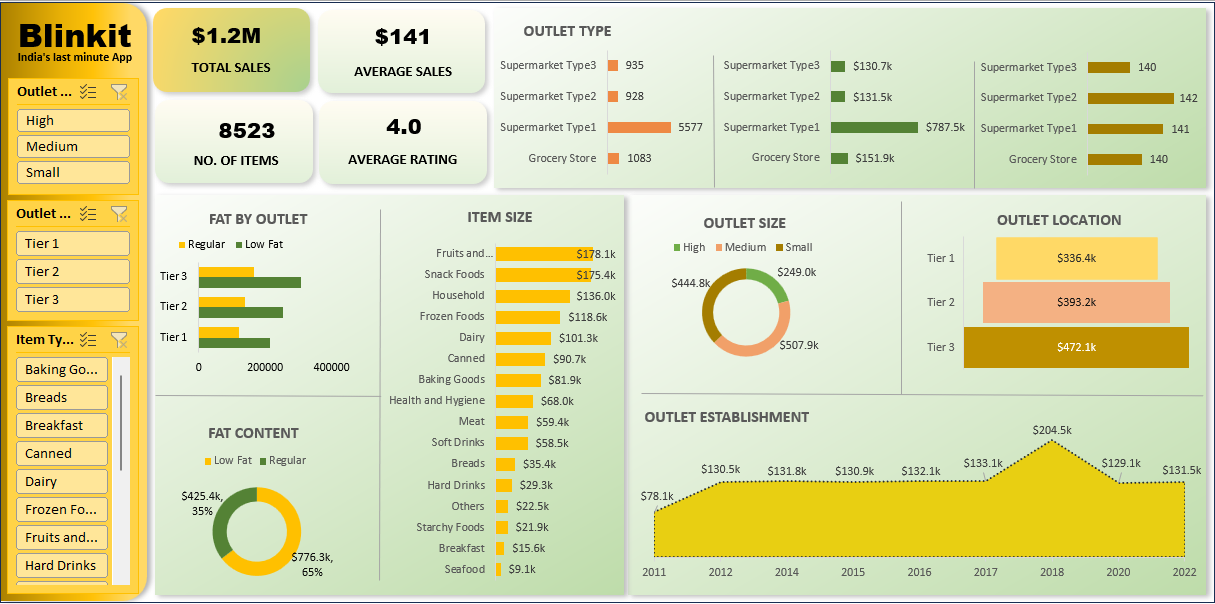 Blinkit
India's last minute App
Outlet ...
High
Medium
Small
Outlet ...
Tier 1
Tier 2
Tier 3
Item Ty...
Baking Go...
Breads
Breakfast
Canned
Dairy
Frozen Fo...
Fruits and...
Hard Drinks
$1.2M
TOTAL SALES
$141
AVERAGE SALES
8523
NO. OF ITEMS
4.0
AVERAGE RATING
OUTLET TYPE
Supermarket Type3 935
Supermarket Type2 928
Supermarket Type1 5577
Grocery Store 1083
Supermarket Type3 $130.7k
Supermarket Type2 $131.5k
Supermarket Type1 $787.5k
Grocery Store $151.9k
Supermarket Type3 140
Supermarket Type2 142
Supermarket Type1 141
Grocery Store 140
FAT BY OUTLET
Regular Low Fat
Tier 3
Tier 2
Tier 1
0 200000 400000
FAT CONTENT
Low Fat Regular
$425.4k,
35%
$776.3k,
65%
ITEM SIZE
Fruits and... $178.1k
Snack Foods $175.4k
Household $136.0k
Frozen Foods $118.6k
Dairy $101.3k
Canned $90.7k
Baking Goods $81.9k
Health and Hygiene $68.0k
Meat $59.4k
Soft Drinks $58.5k
Breads $35.4k
Hard Drinks $29.3k
Others $22.5k
Starchy Foods $21.9k
Breakfast $15.6k
Seafood $9.1k
OUTLET SIZE
High Medium Small
$249.0k
$444.8k
$507.9k
OUTLET LOCATION
Tier 1 $336.4k
Tier 2 $393.2k
Tier 3 $472.1k
OUTLET ESTABLISHMENT
$78.1k $130.5k $131.8k $130.9k $132.1k $133.1k $204.5k $129.1k $131.5k
2011 2012 2014 2015 2016 2017 2018 2020 2022